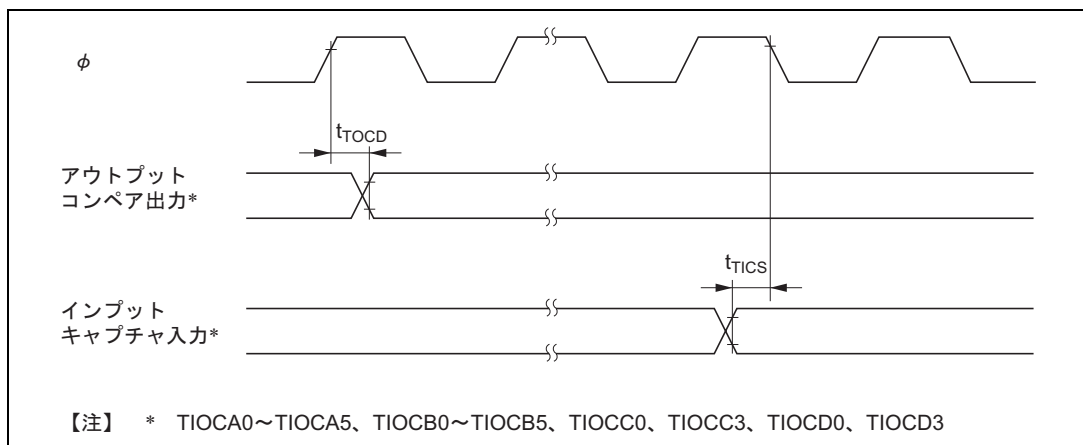 φ
tTOCD
アウトプット
コンペア出力*
tTICS
インプット
キャプチャ入力*
【注】 * TIOCA0～TIOCA5、TIOCB0～TIOCB5、TIOCC0、TIOCC3、TIOCD0、TIOCD3